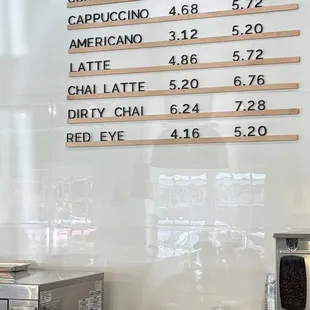 CAPPUCCINO 4.68 5.72
AMERICANO 3.12 5.20
LATTE 4.86 5.72
CHAI LATTE 5.20 6.76
DIRTY CHAI 6.24 7.28
RED EYE 4.16 5.20